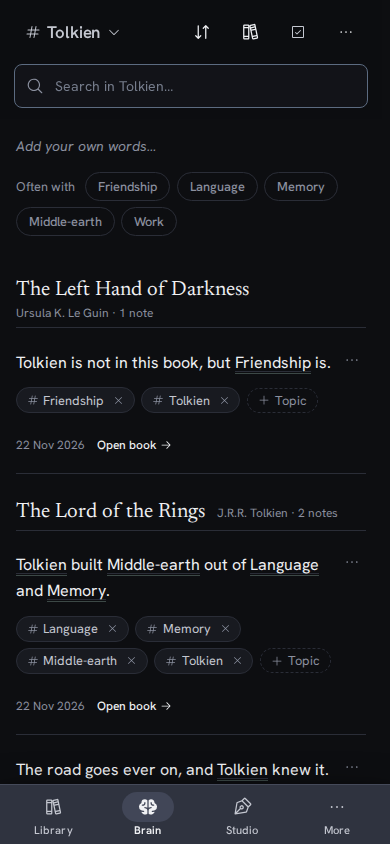 # Tolkien
Search in Tolkien...
Add your own words...
Often with Friendship Language Memory
Middle-earth Work
The Left Hand of Darkness
Ursula K. Le Guin · 1 note
Tolkien is not in this book, but Friendship is. ...
# Friendship × # Tolkien × + Topic
22 Nov 2026 Open book →
The Lord of the Rings J.R.R. Tolkien · 2 notes
Tolkien built Middle-earth out of Language ...
and Memory.
# Language × # Memory ×
# Middle-earth × # Tolkien × + Topic
22 Nov 2026 Open book →
The road goes ever on, and Tolkien knew it. ...
Library Brain Studio More